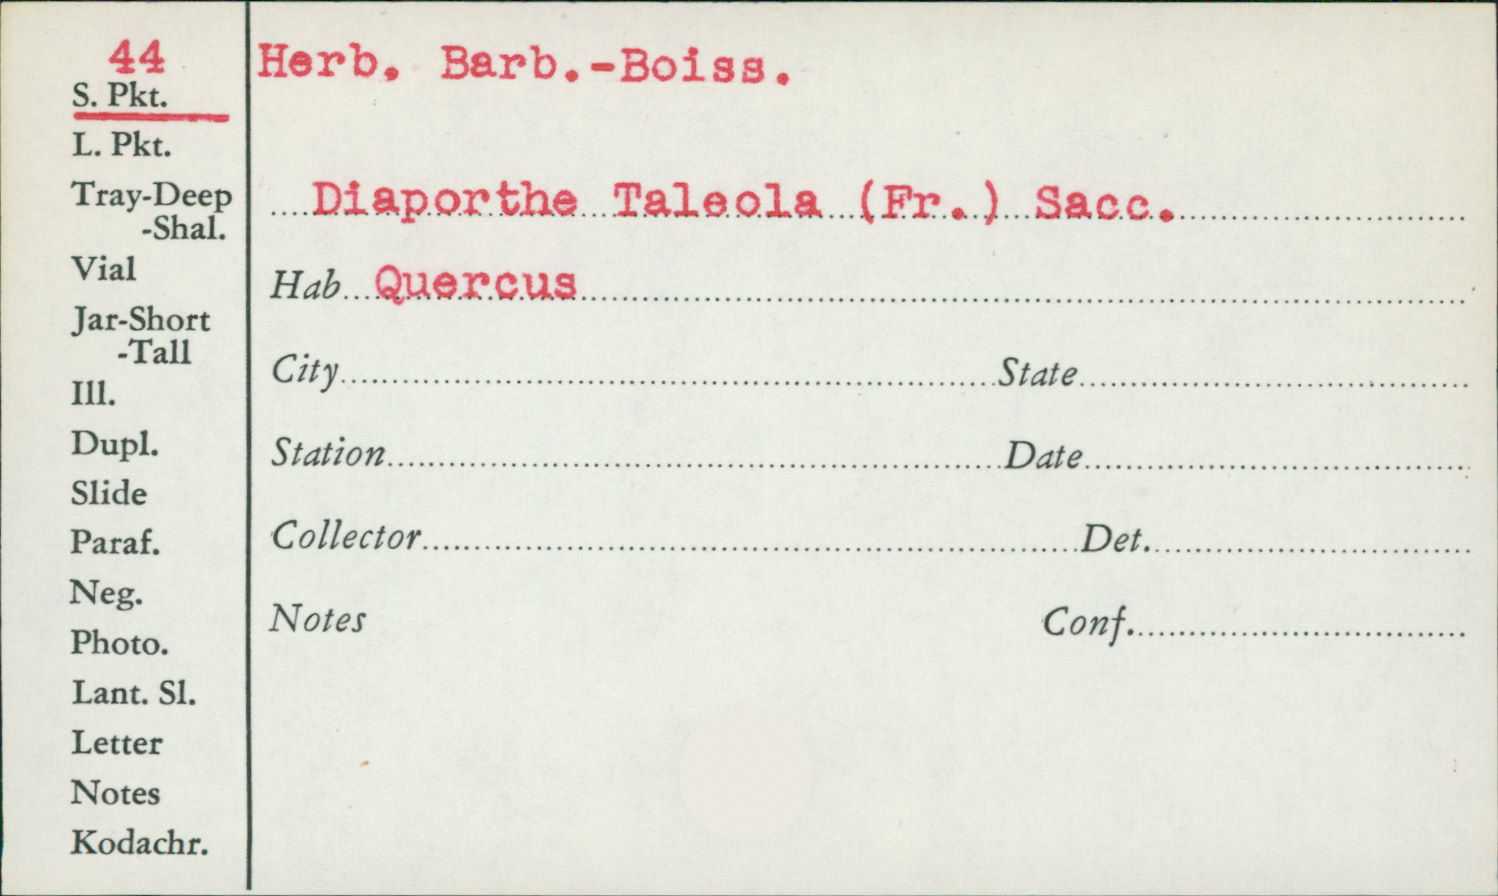 44
S. Pkt.
L. Pkt.
Tray-Deep
-Shal.
Vial
Jar-Short
-Tall
Ill.
Dupl.
Slide
Paraf.
Neg.
Photo.
Lant. Sl.
Letter
Notes
Kodachr.
Herb. Barb.-Boiss.
Diaporthe Taleola (Fr.) Sacc.
Hab Quercus
City State
Station Date
Collector Det.
Notes Conf.